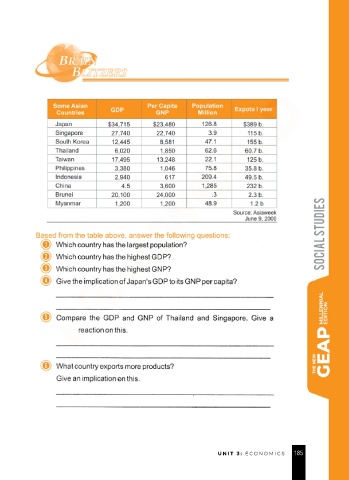 BRAIN
BLITZERS
Some Asian Countries GDP Per Capita GNP Population Million Expots / year
Japan $34,715 $23,480 126.8 $389 b.
Singapore 27,740 22,740 3.9 115 b.
South Korea 12,445 8,581 47.1 155 b.
Thailand 6,020 1,850 62.6 60.7 b.
Taiwan 17,495 13,248 22.1 125 b.
Philippines 3,380 1,046 75.8 35.8 b.
Indonesia 2,940 617 209.4 49.5 b.
China 4.5 3,600 1,285 232 b.
Brunei 20,100 24,000 .3 2.3 b.
Myanmar 1,200 1,200 48.9 1.2 b
Source: Asiaweek
June 9, 2000
Based from the table above, answer the following questions:
1 Which country has the largest population?
2 Which country has the highest GDP?
3 Which country has the highest GNP?
4 Give the implication of Japan's GDP to its GNP per capita?
5 Compare the GDP and GNP of Thailand and Singapore. Give a
reaction on this.
6 What country exports more products?
Give an implication on this.
SOCIAL STUDIES
THE NEW
GEAP MILLENNIAL
EDITION
UNIT 3: ECONOMICS 185